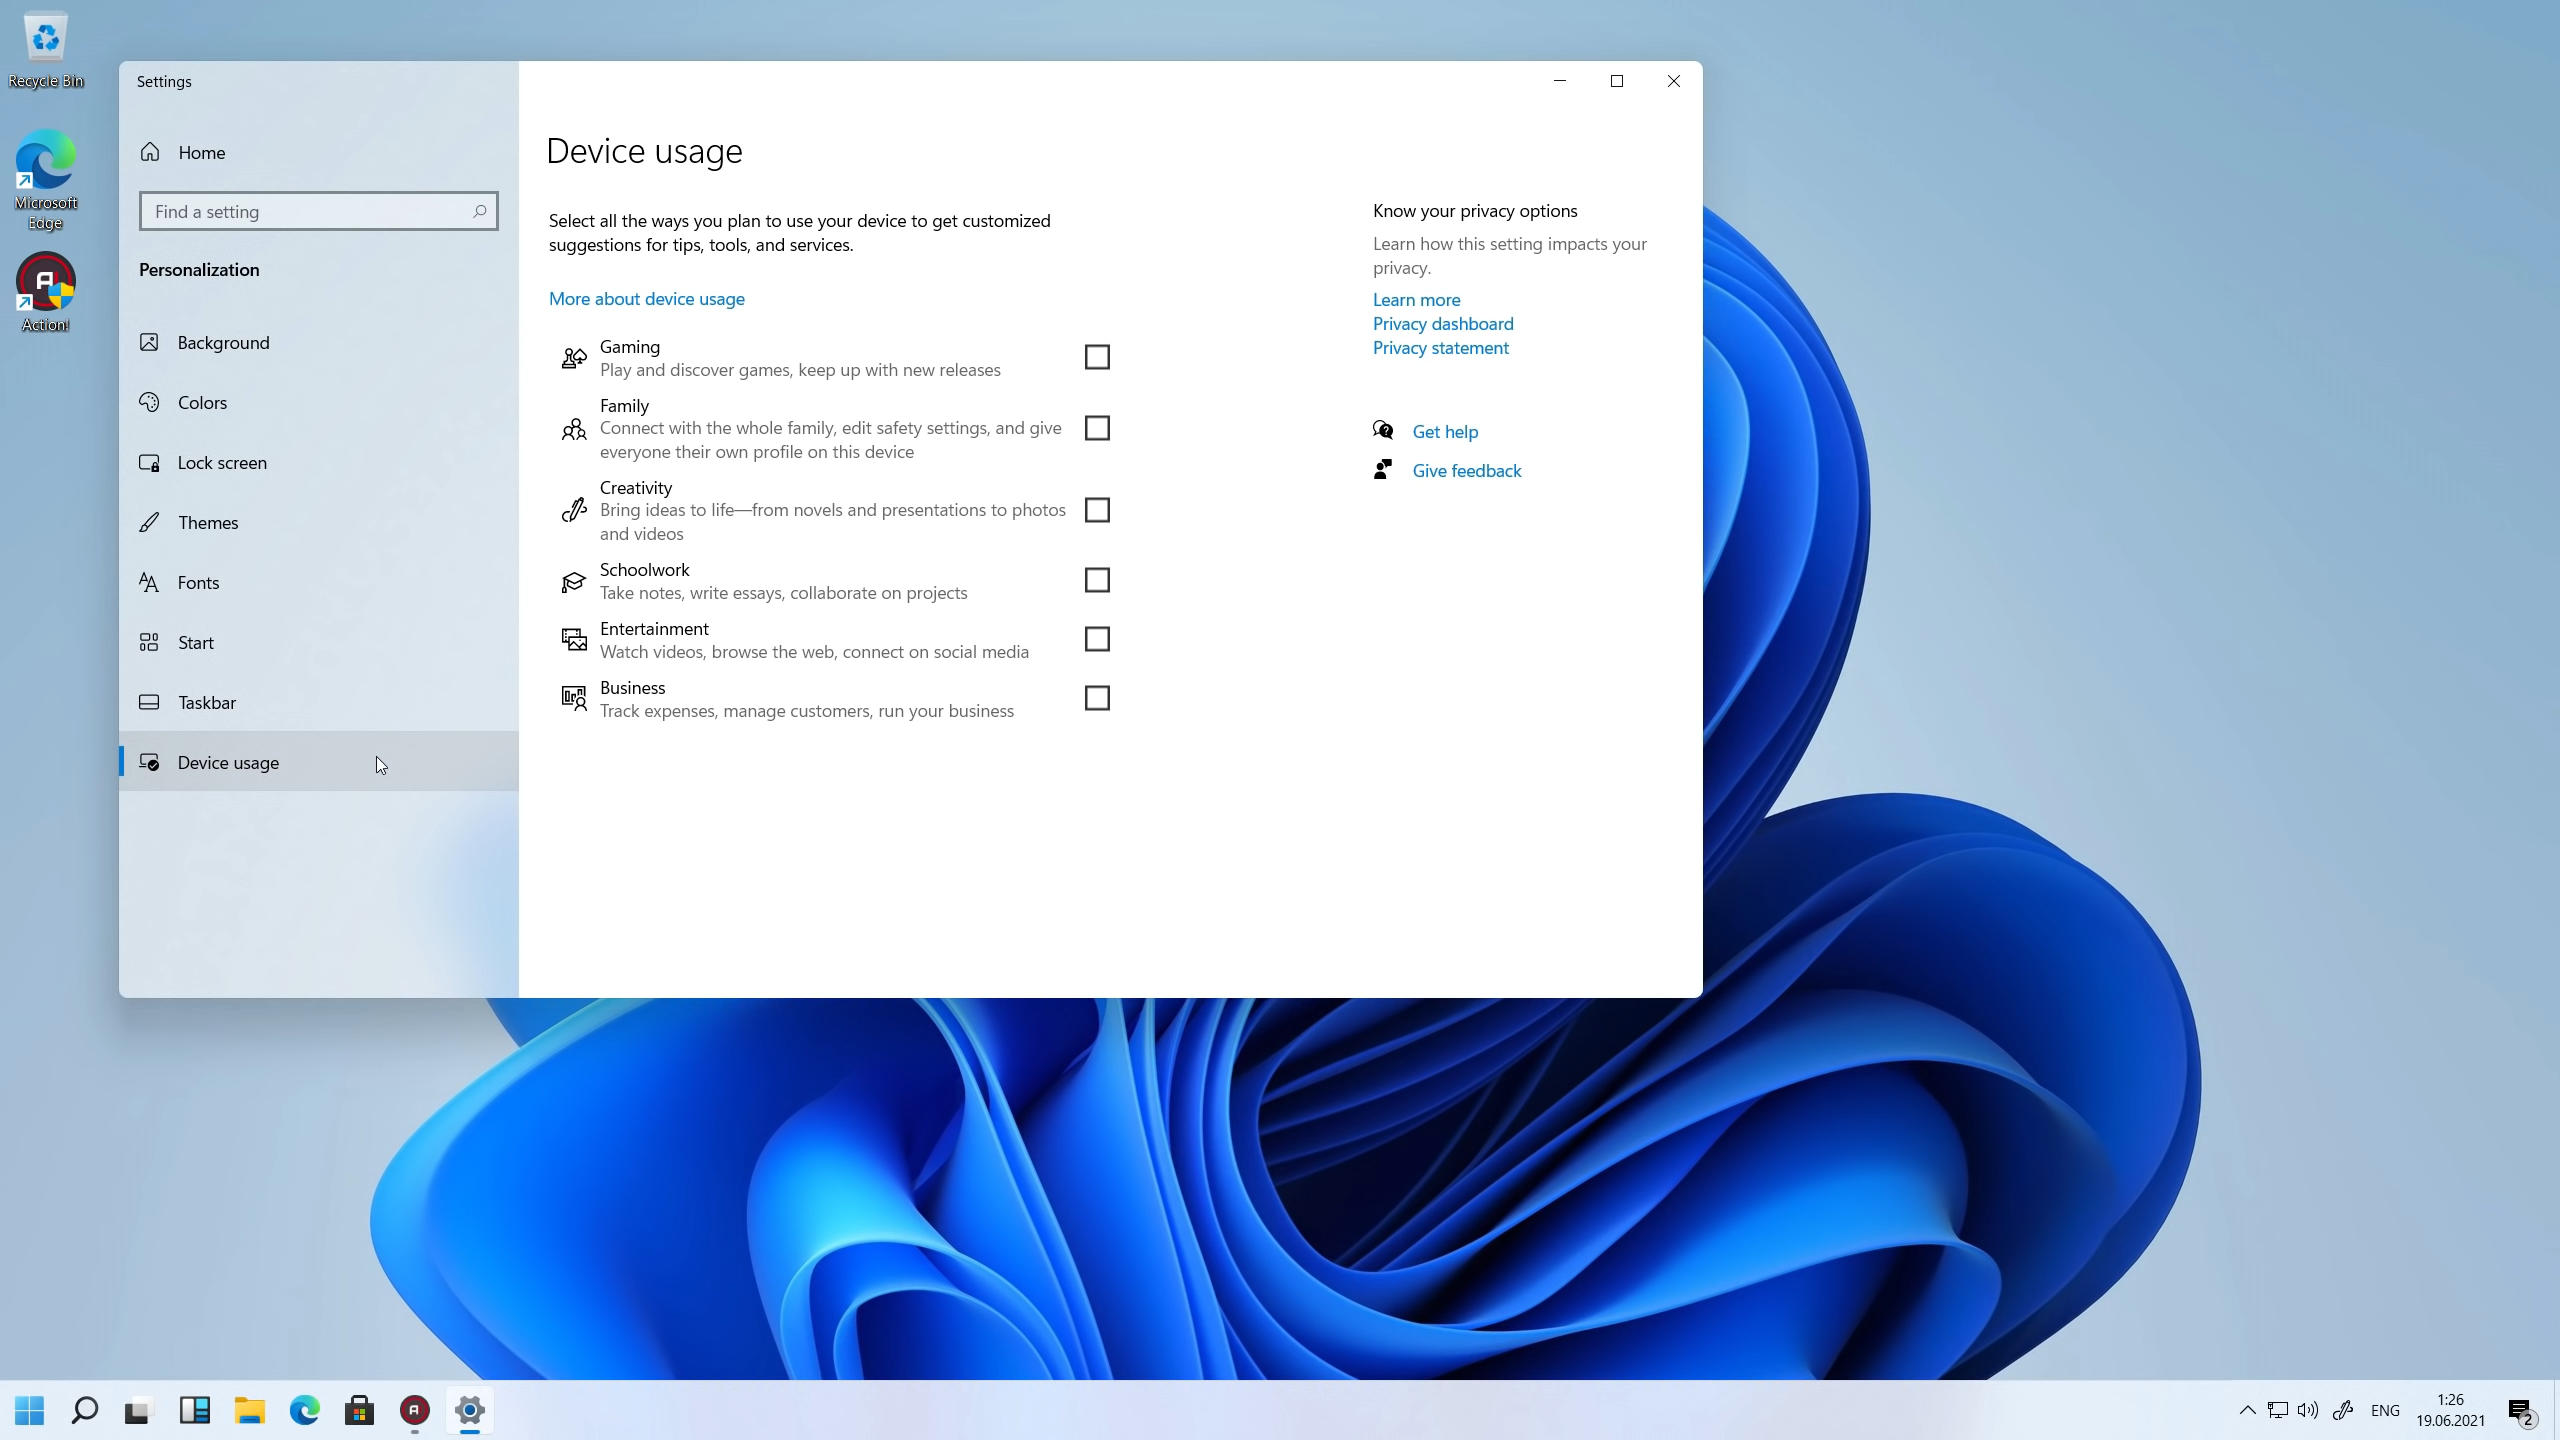 Recycle Bin
Microsoft
Edge
Action!
Settings
Home
Find a setting
Personalization
Background
Colors
Lock screen
Themes
Fonts
Start
Taskbar
Device usage
Device usage
Select all the ways you plan to use your device to get customized
suggestions for tips, tools, and services.
More about device usage
Gaming
Play and discover games, keep up with new releases
Family
Connect with the whole family, edit safety settings, and give
everyone their own profile on this device
Creativity
Bring ideas to life—from novels and presentations to photos
and videos
Schoolwork
Take notes, write essays, collaborate on projects
Entertainment
Watch videos, browse the web, connect on social media
Business
Track expenses, manage customers, run your business
Know your privacy options
Learn how this setting impacts your
privacy.
Learn more
Privacy dashboard
Privacy statement
Get help
Give feedback
ENG
1:26
19.06.2021
2